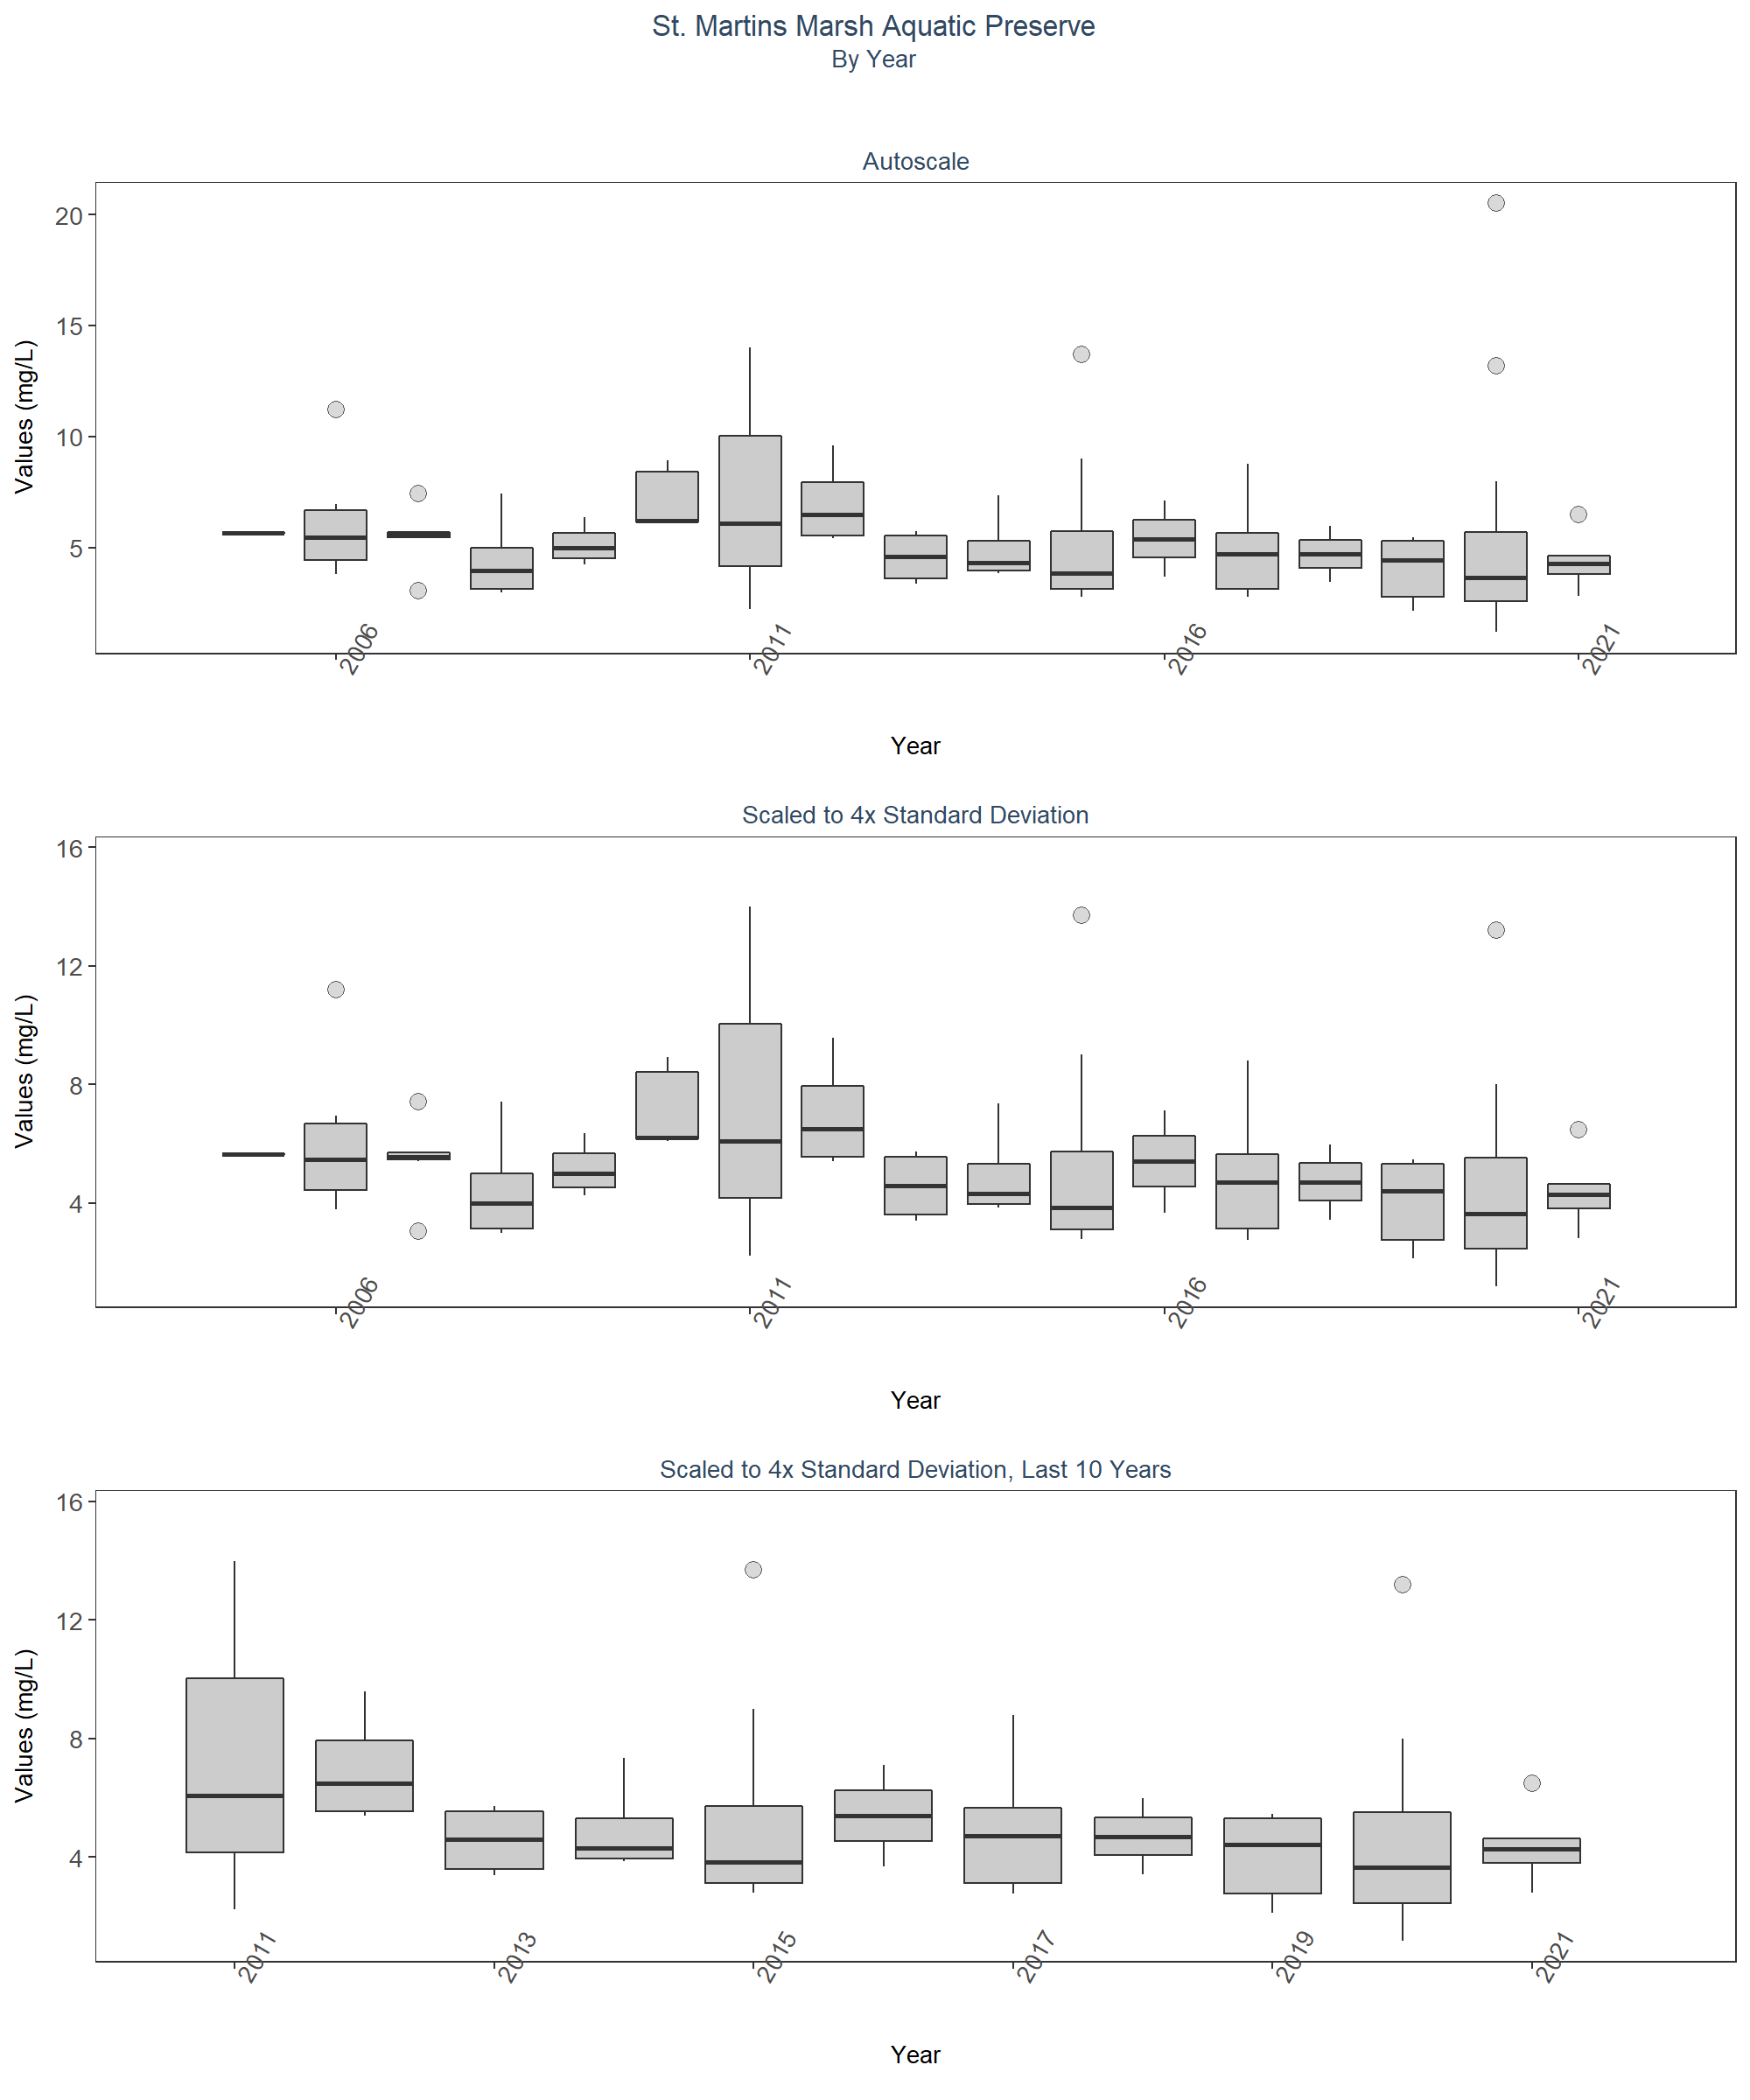 St. Martins Marsh Aquatic Preserve
By Year
Autoscale
Values (mg/L)
20
15
10
5
2006 2011 2016 2021
Year
Scaled to 4x Standard Deviation
Values (mg/L)
16
12
8
4
2006 2011 2016 2021
Year
Scaled to 4x Standard Deviation, Last 10 Years
Values (mg/L)
16
12
8
4
2011 2013 2015 2017 2019 2021
Year